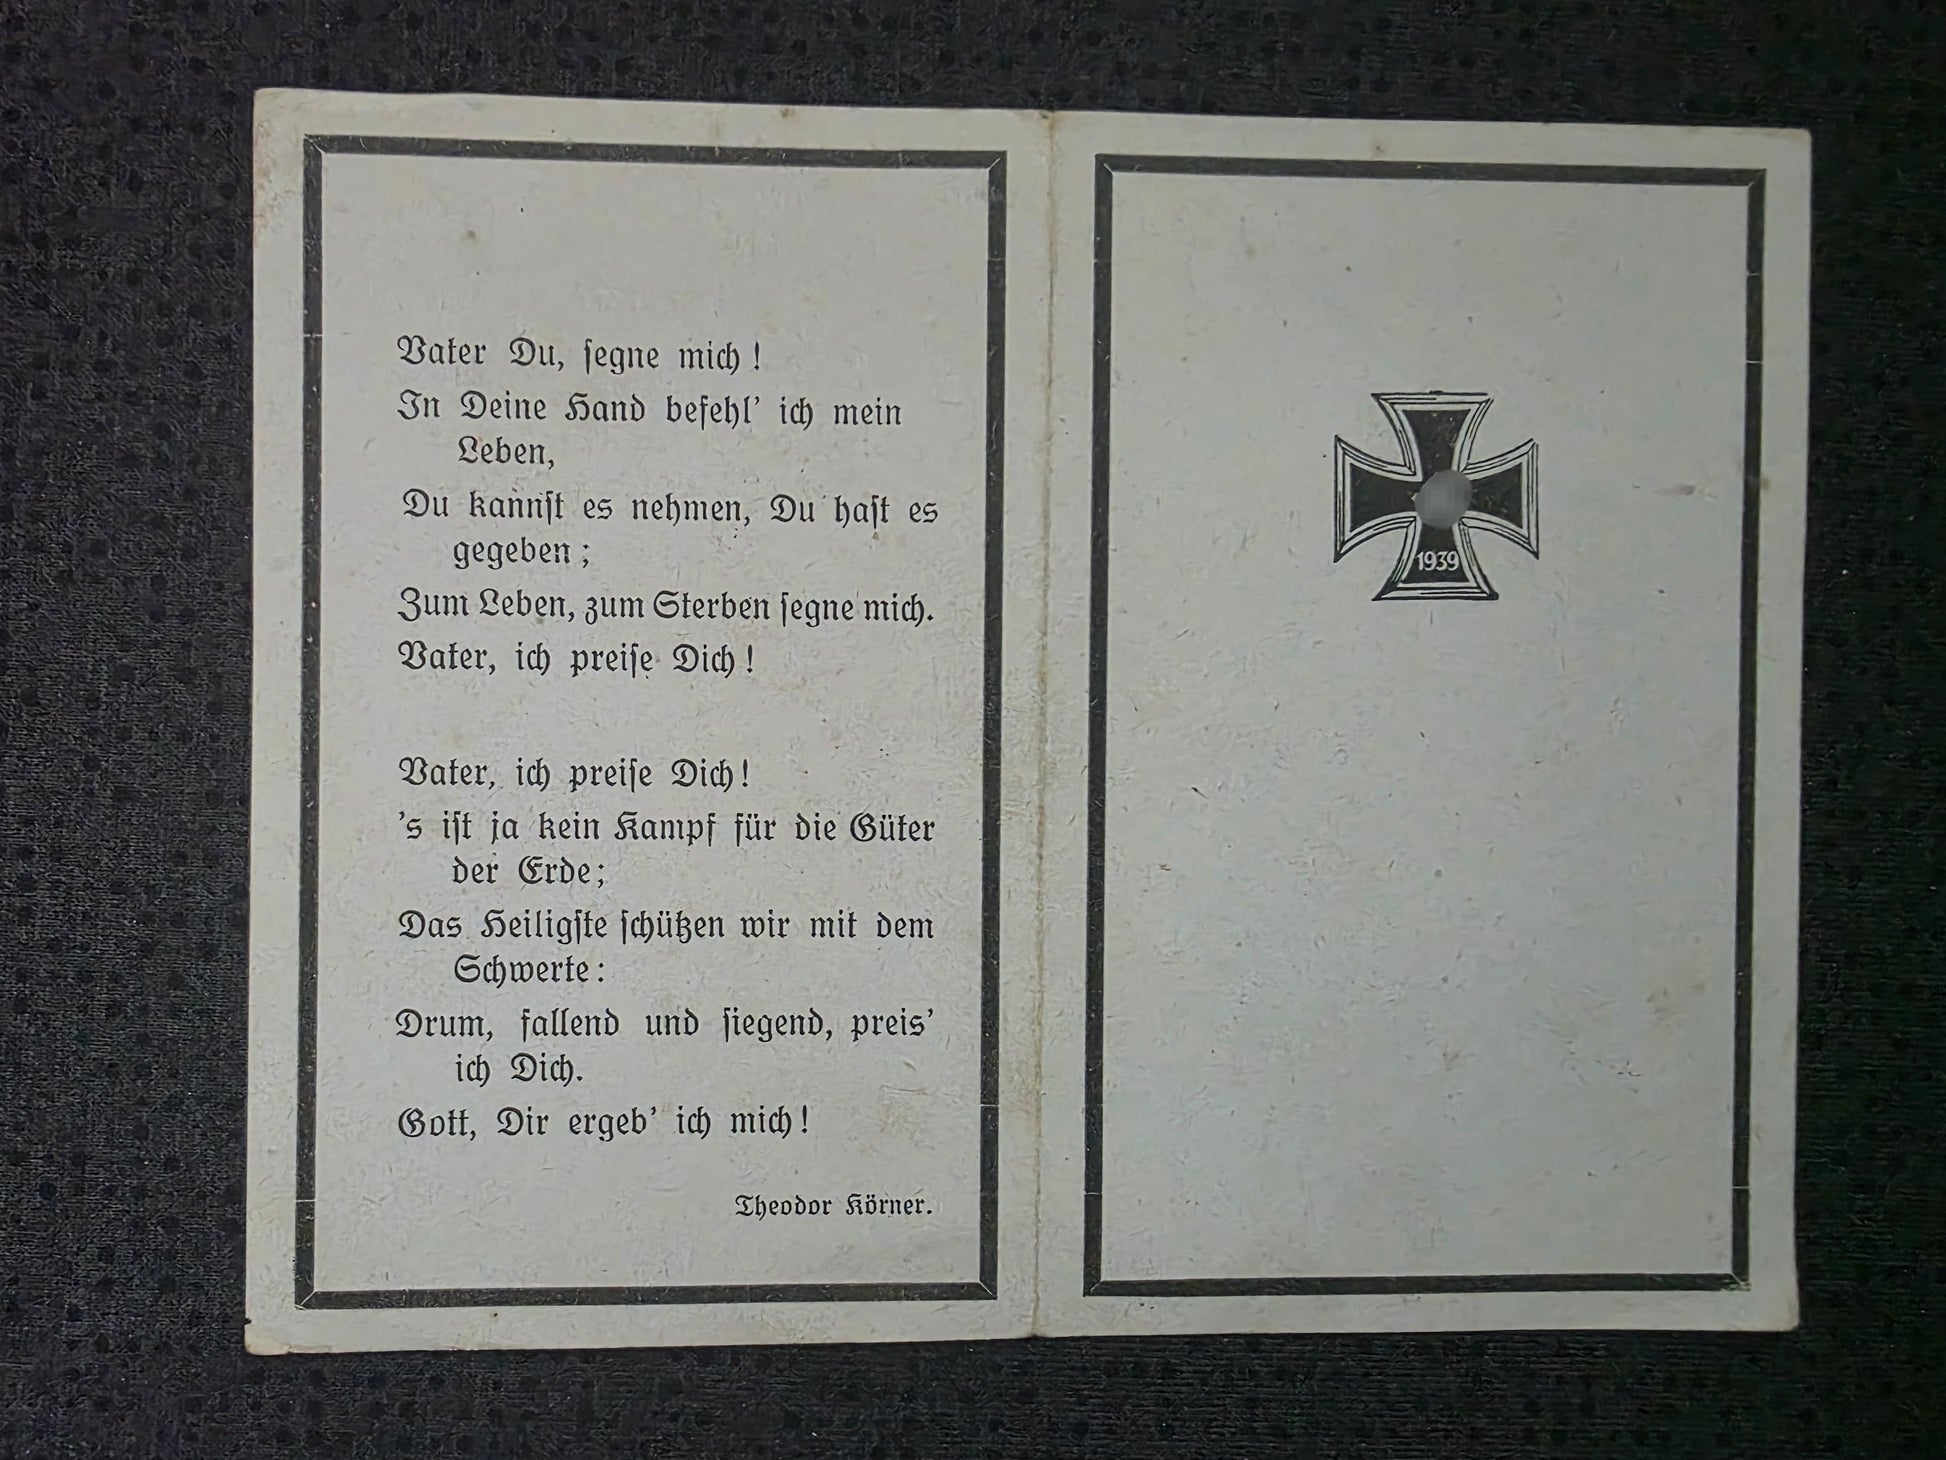 Vater Du, ſegne mich!
In Deine Hand befehl’ ich mein
Leben,
Du kannſt es nehmen, Du haſt es
gegeben;
Zum Leben, zum Sterben ſegne mich.
Vater, ich preiſe Dich!
Vater, ich preiſe Dich!
’s iſt ja kein Kampf für die Güter
der Erde;
Das Heiligſte ſchützen wir mit dem
Schwerte:
Drum, fallend und ſiegend, preis’
ich Dich.
Gott, Dir ergeb’ ich mich!
Theodor Körner.
1939